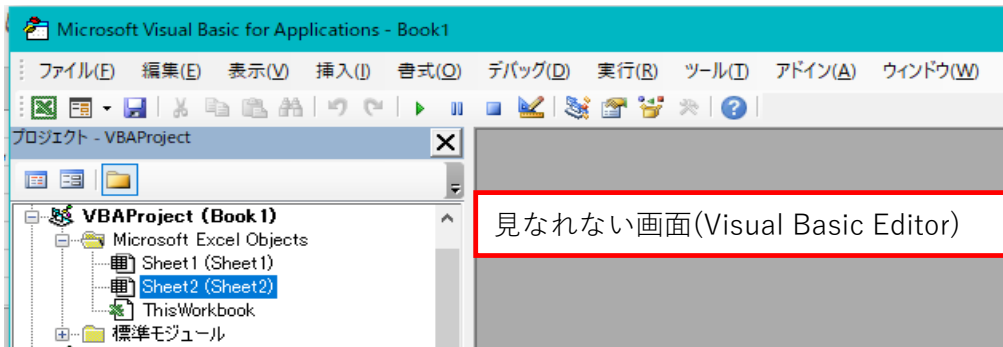 Microsoft Visual Basic for Applications - Book1
ファイル(F) 編集(E) 表示(V) 挿入(I) 書式(O) デバッグ(D) 実行(R) ツール(T) アドイン(A) ウィンドウ(W)
プロジェクト - VBAProject
VBAProject (Book1)
Microsoft Excel Objects
Sheet1 (Sheet1)
Sheet2 (Sheet2)
ThisWorkbook
標準モジュール
見なれない画面(Visual Basic Editor)